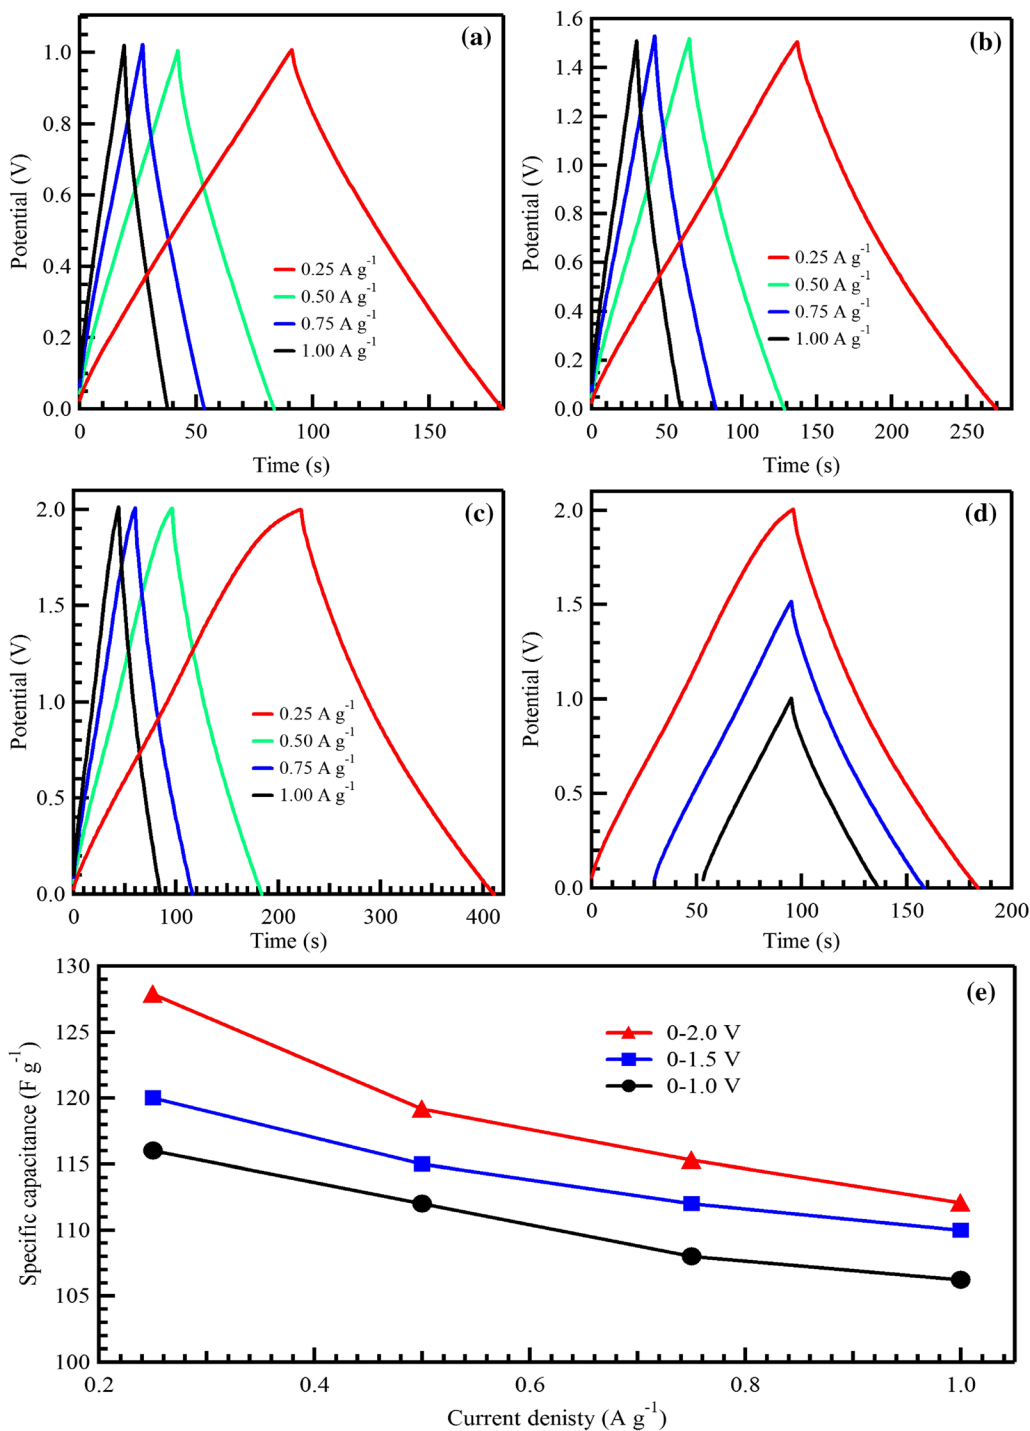 (a)
1.0
0.8
0.6
0.4
0.2
0.0
Potential (V)
0.25 A g-1
0.50 A g-1
0.75 A g-1
1.00 A g-1
0 50 100 150
Time (s)
(b)
1.6
1.4
1.2
1.0
0.8
0.6
0.4
0.2
0.0
Potential (V)
0.25 A g-1
0.50 A g-1
0.75 A g-1
1.00 A g-1
0 50 100 150 200 250
Time (s)
(c)
2.0
1.5
1.0
0.5
0.0
Potential (V)
0.25 A g-1
0.50 A g-1
0.75 A g-1
1.00 A g-1
0 100 200 300 400
Time (s)
(d)
2.0
1.5
1.0
0.5
0.0
Potential (V)
0 50 100 150 200
Time (s)
(e)
130
125
120
115
110
105
100
Specific capacitance (F g-1)
0-2.0 V
0-1.5 V
0-1.0 V
0.2 0.4 0.6 0.8 1.0
Current denisty (A g-1)